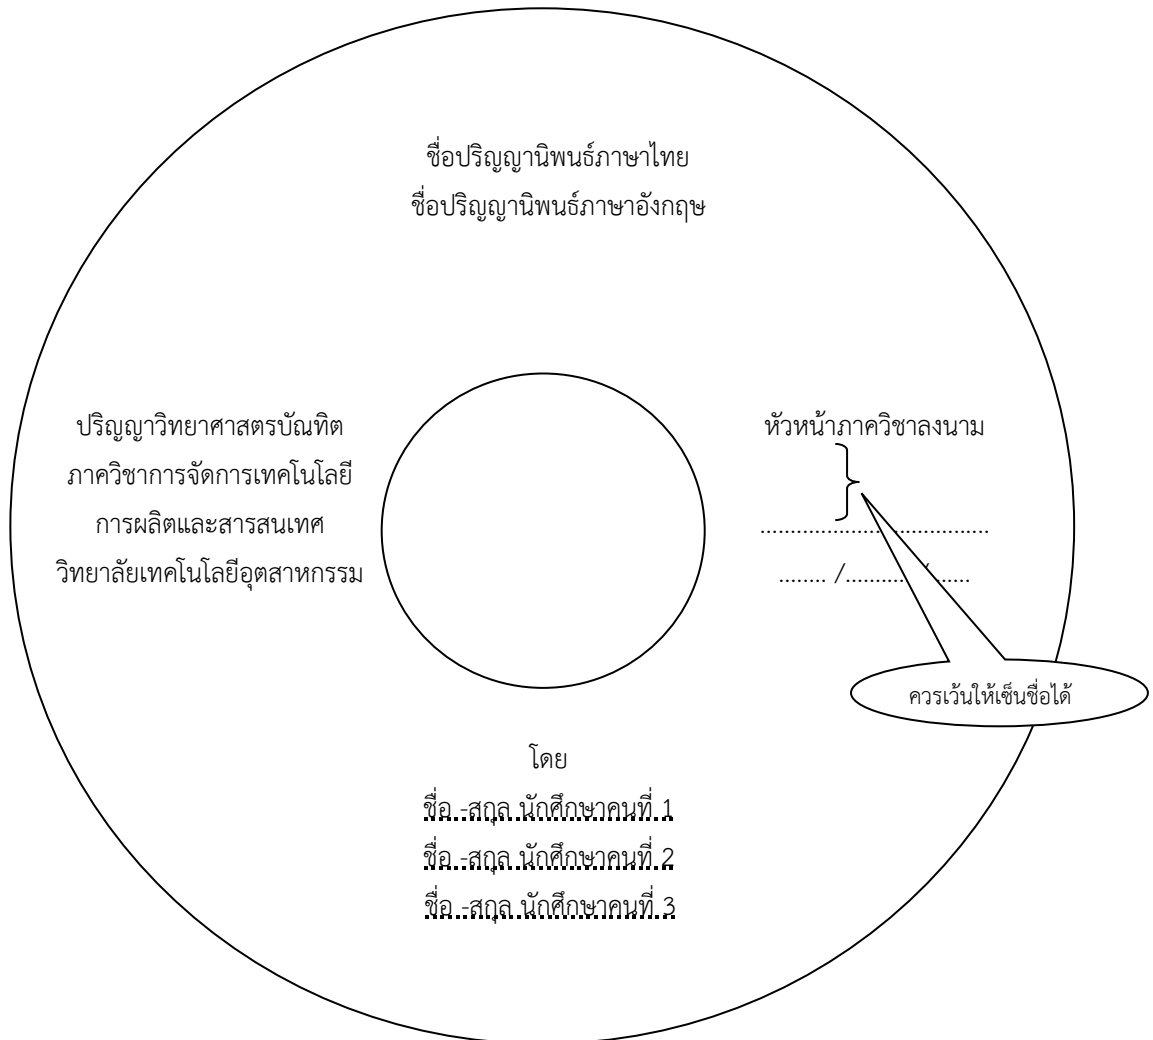 ชื่อปริญญานิพนธ์ภาษาไทย
ชื่อปริญญานิพนธ์ภาษาอังกฤษ
ปริญญาวิทยาศาสตรบัณฑิต
ภาควิชาการจัดการเทคโนโลยี
การผลิตและสารสนเทศ
วิทยาลัยเทคโนโลยีอุตสาหกรรม
หัวหน้าภาควิชาลงนาม
......................................
........ /............./.......
ควรเว้นให้เซ็นชื่อได้
โดย
ชื่อ -สกุล นักศึกษาคนที่ 1
ชื่อ -สกุล นักศึกษาคนที่ 2
ชื่อ -สกุล นักศึกษาคนที่ 3